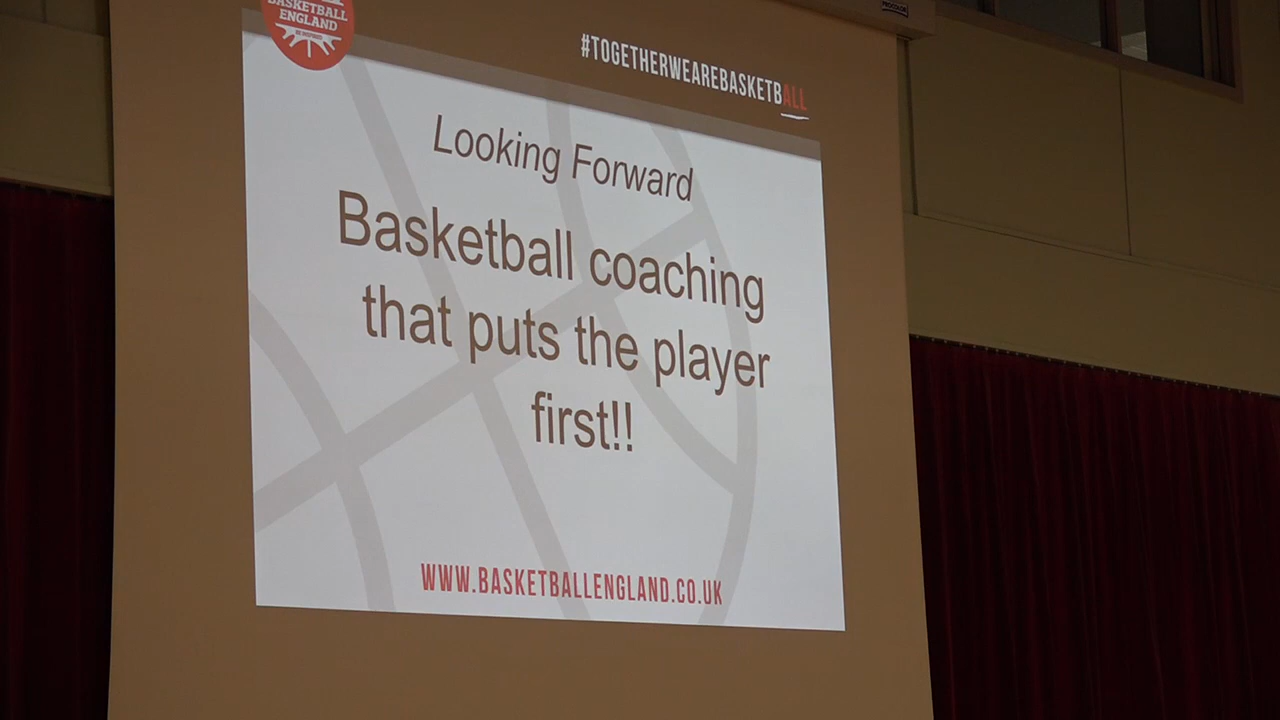 BASKETBALL
ENGLAND
#TOGETHERWEAREBASKETBALL
Looking Forward
Basketball coaching
that puts the player
first!!
WWW.BASKETBALLENGLAND.CO.UK